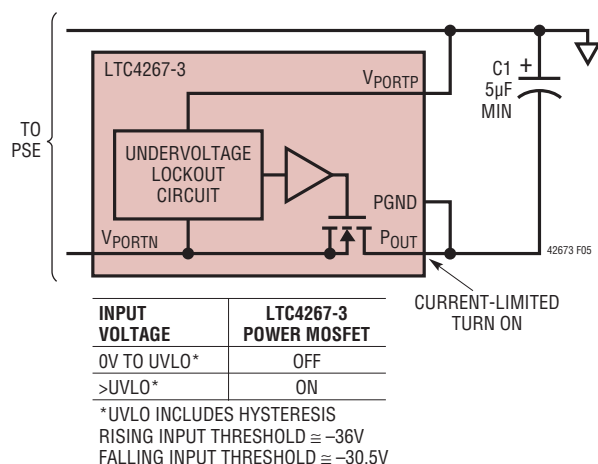 LTC4267-3
VPORTP
C1
+
5µF
MIN
TO
PSE
UNDERVOLTAGE
LOCKOUT
CIRCUIT
PGND
VPORTN
POUT
42673 F05
CURRENT-LIMITED
TURN ON
INPUT VOLTAGE LTC4267-3 POWER MOSFET
0V TO UVLO* OFF
>UVLO* ON
*UVLO INCLUDES HYSTERESIS
RISING INPUT THRESHOLD ≅ –36V
FALLING INPUT THRESHOLD ≅ –30.5V